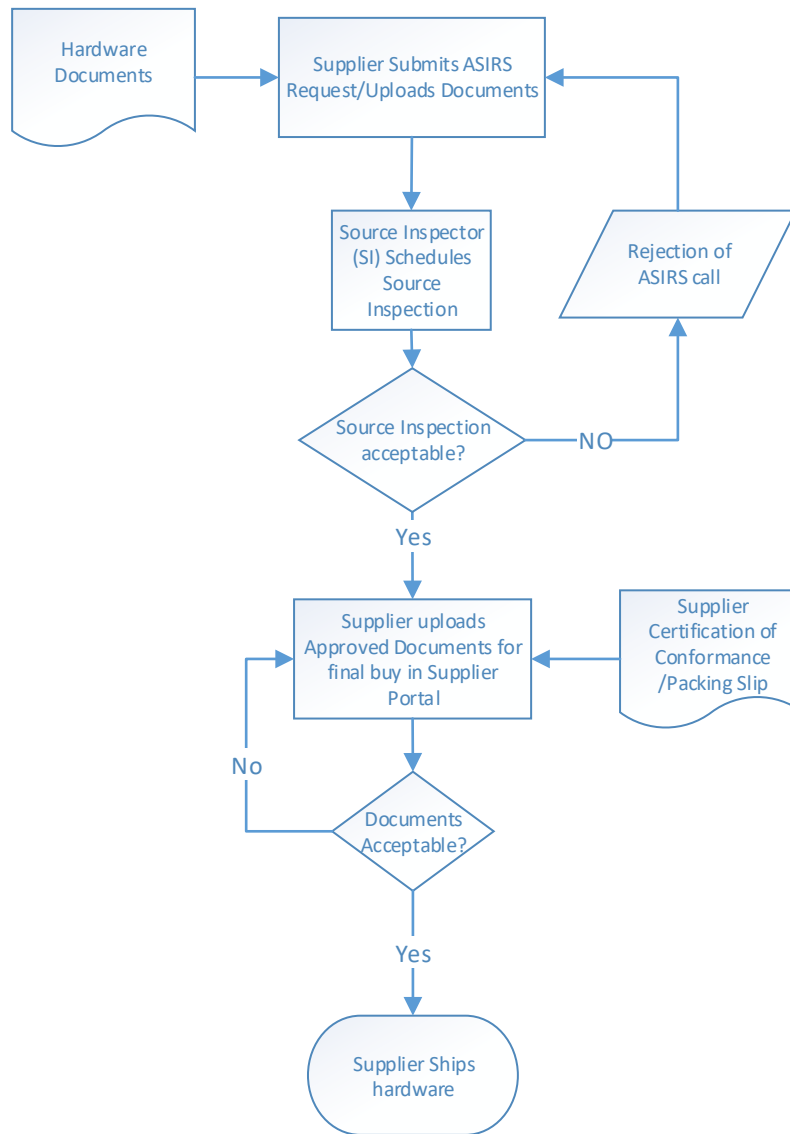 Hardware
Documents
Supplier Submits ASIRS
Request/Uploads Documents
Source Inspector
(SI) Schedules
Source
Inspection
Rejection of
ASIRS call
Source Inspection
acceptable?
NO
Yes
Supplier uploads
Approved Documents for
final buy in Supplier
Portal
Supplier
Certification of
Conformance
/Packing Slip
No
Documents
Acceptable?
Yes
Supplier Ships
hardware